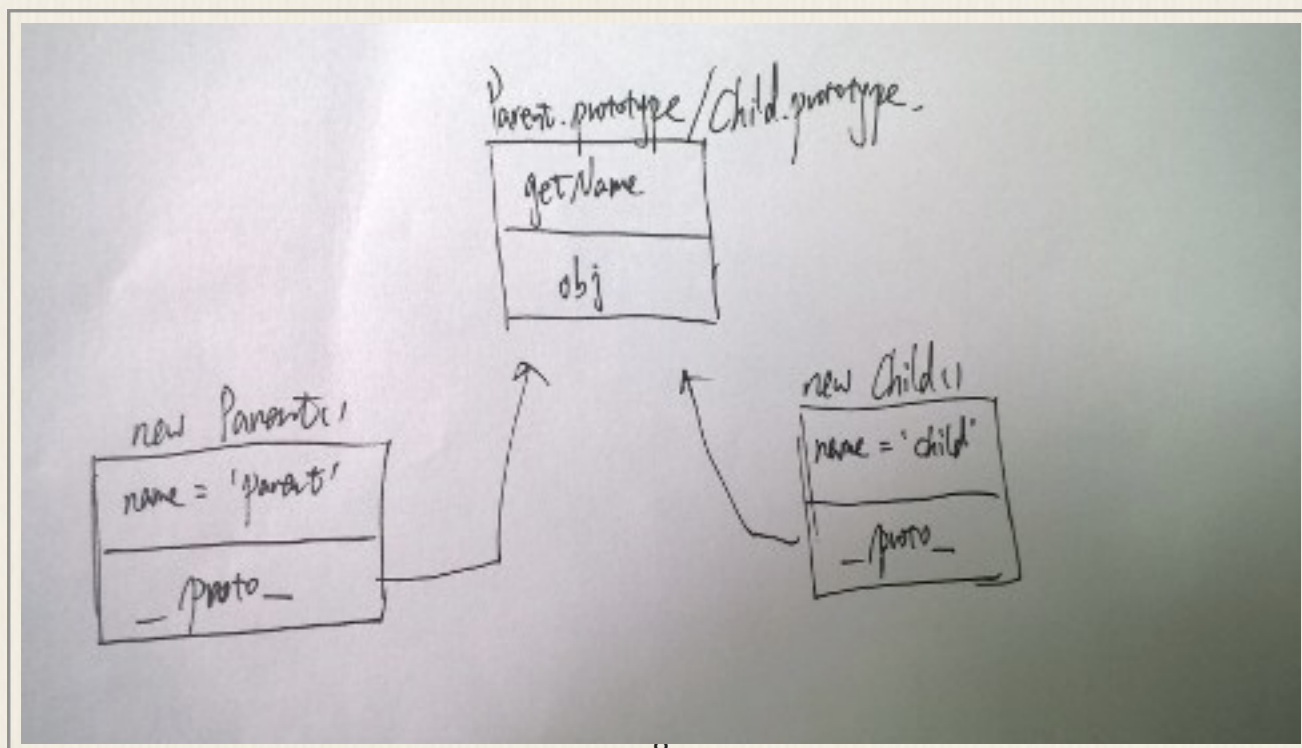 Parent.prototype / Child.prototype.
getName
obj
new Parent()
name = 'parent'
_proto_
new Child()
name = 'child'
_proto_